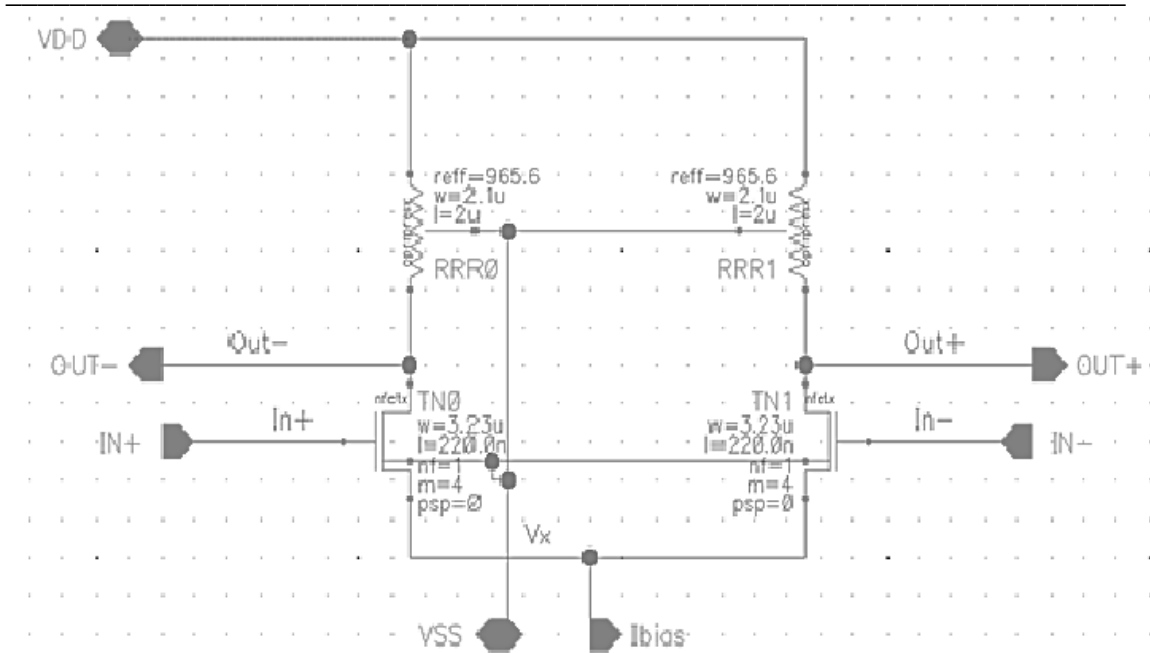 VDD
reff=965.6 reff=965.6
w=2.1u w=2.1u
l=2u l=2u
RRR0 RRR1
Out- Out+
OUT- OUT+
nfetx TN0 TN1 nfetx
In+ w=3.23u w=3.23u In-
IN+ l=220.0n l=220.0n IN-
nf=1 nf=1
m=4 m=4
psp=0 psp=0
Vx
VSS Ibias